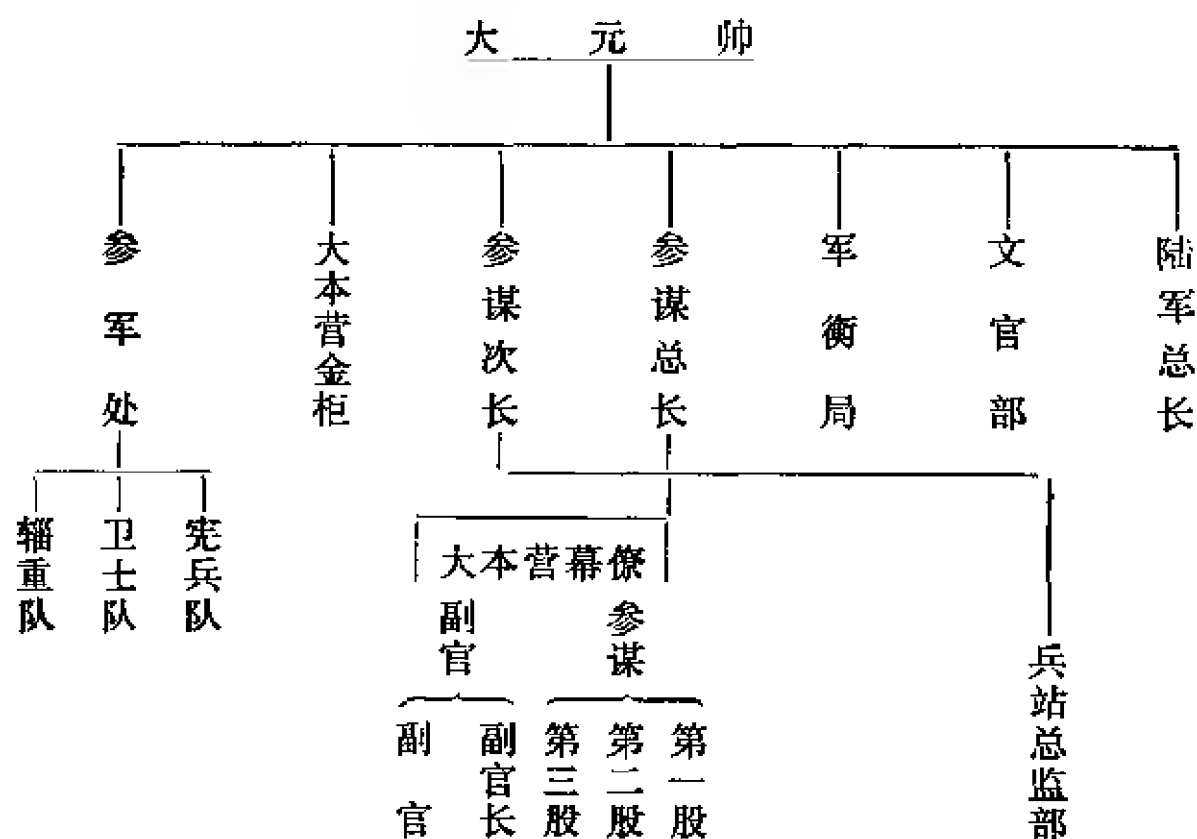 大元帅
参军处
大本营金柜
参谋次长
参谋总长
军衡局
文官部
陆军总长
辎重队
卫士队
宪兵队
大本营幕僚
副官
参谋
副官
副官长
第三股
第二股
第一股
兵站总监部